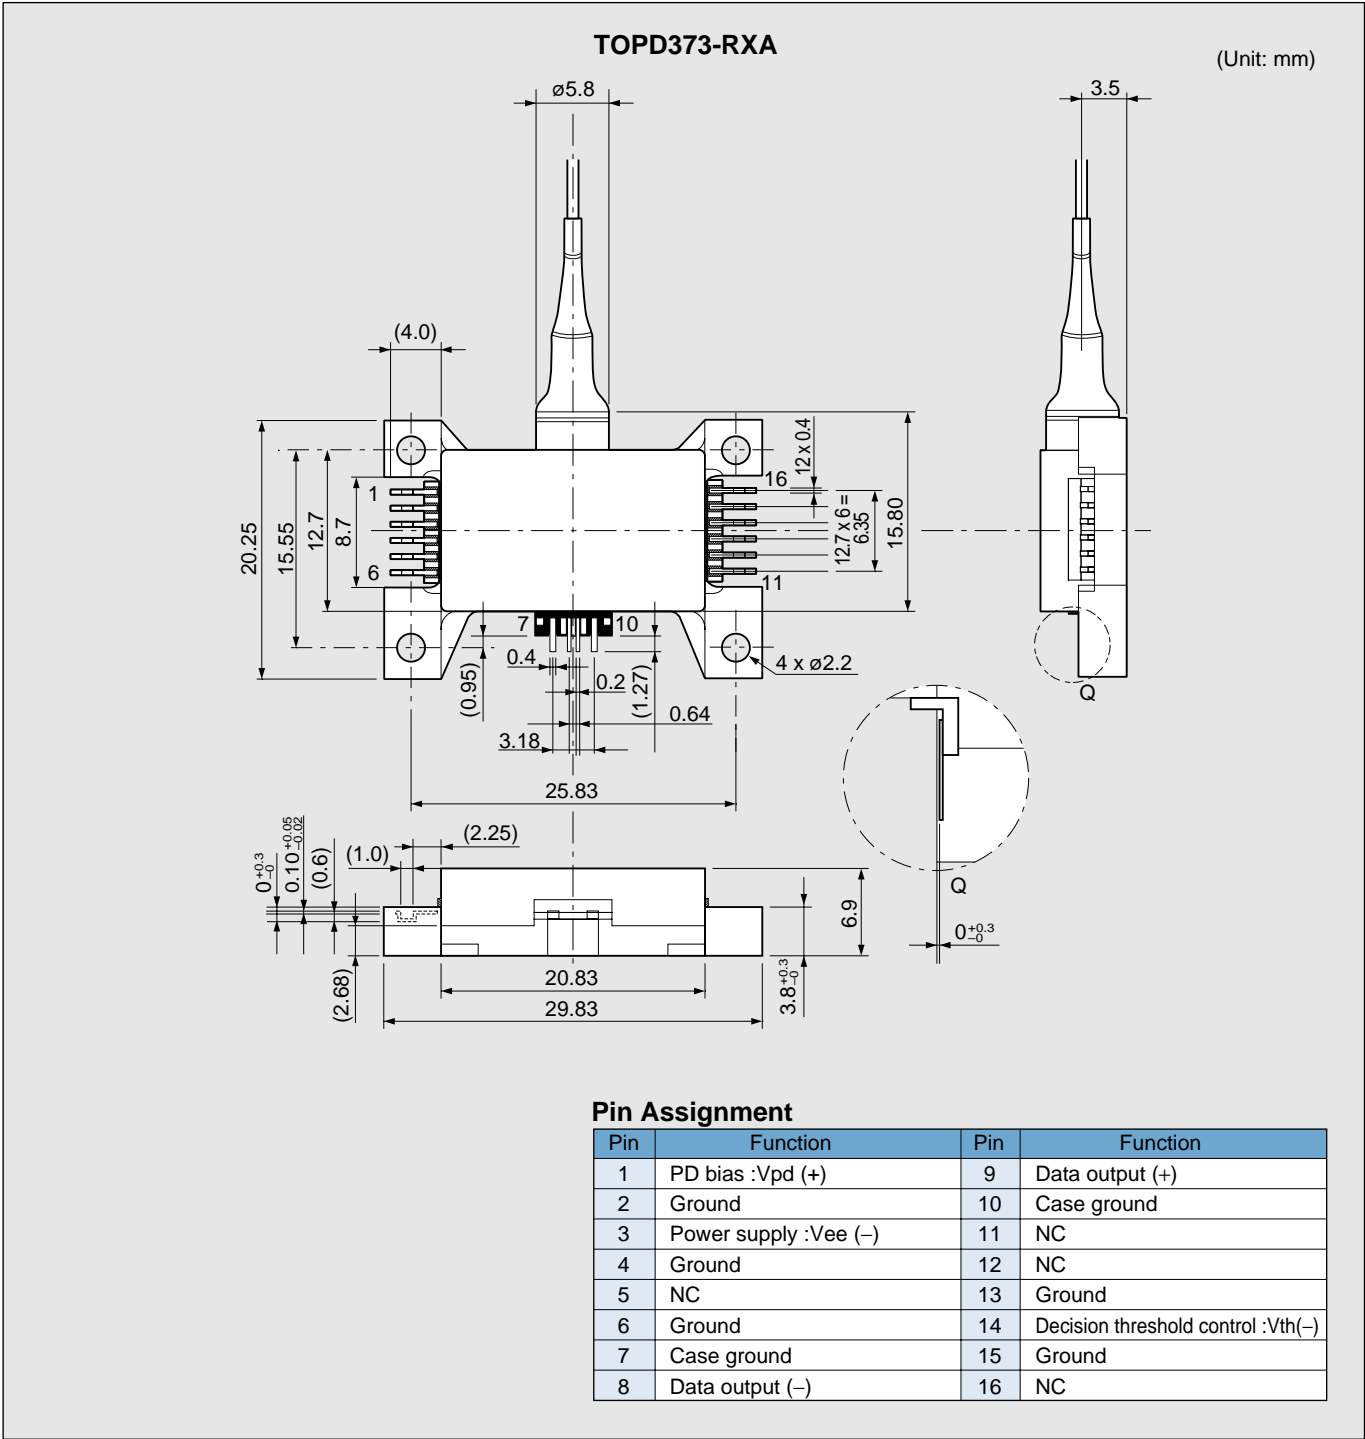 TOPD373-RXA
(Unit: mm)
ø5.8
3.5
(4.0)
12 x 0.4
16
1
20.25
15.55
12.7
8.7
12.7 x 6 =
6.35
15.80
6
11
7
10
(0.95)
0.4
0.2
(1.27)
4 x ø2.2
0.64
3.18
Q
25.83
0+0.3−0
0.10+0.05−0.02
(0.6)
(1.0)
(2.25)
Q
6.9
0+0.3−0
(2.68)
20.83
3.8+0.3−0
29.83
Pin Assignment
Pin Function Pin Function
1 PD bias :Vpd (+) 9 Data output (+)
2 Ground 10 Case ground
3 Power supply :Vee (−) 11 NC
4 Ground 12 NC
5 NC 13 Ground
6 Ground 14 Decision threshold control :Vth(−)
7 Case ground 15 Ground
8 Data output (−) 16 NC